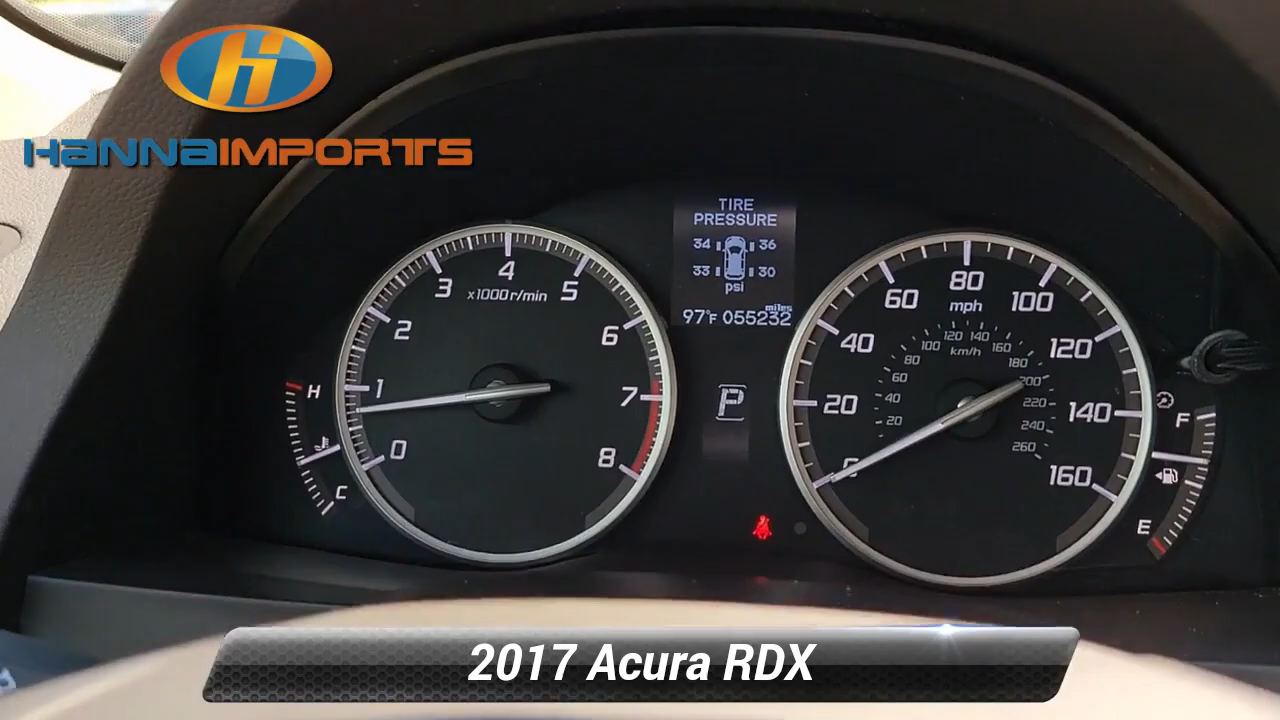 H
HANNAIMPORTS
TIRE
PRESSURE
34 36
33 30
psi
miles
97°F 055232
0 1 2 3 4 5 6 7 8
x1000r/min
H
C
P
0 20 40 60 80 100 120 140 160
mph
20 40 60 80 100 120 140 160 180 200 220 240 260
km/h
F
E
2017 Acura RDX